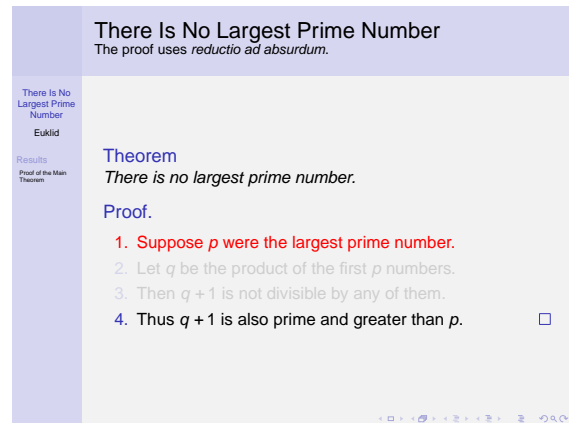 There Is No Largest Prime Number
The proof uses reductio ad absurdum.
There Is No
Largest Prime
Number
Euklid
Results
Proof of the Main
Theorem
Theorem
There is no largest prime number.
Proof.
1. Suppose p were the largest prime number.
2. Let q be the product of the first p numbers.
3. Then q + 1 is not divisible by any of them.
4. Thus q + 1 is also prime and greater than p. □